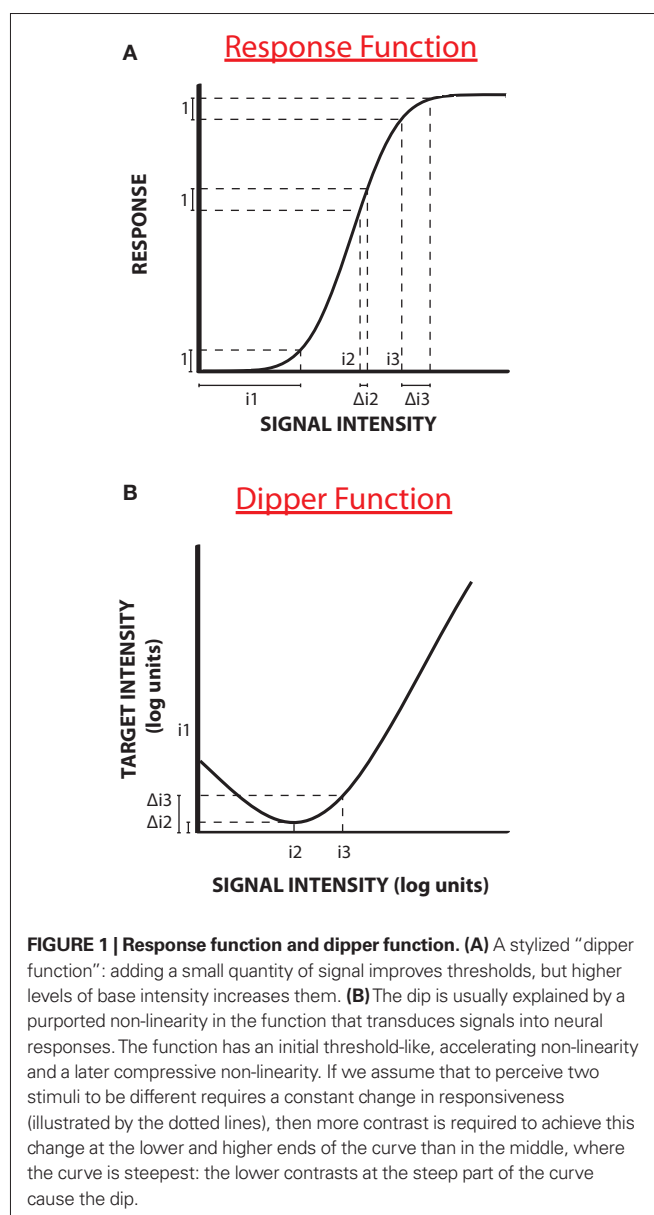 A
Response Function
RESPONSE
1
1
1
i2
i3
i1
Δi2
Δi3
SIGNAL INTENSITY
B
Dipper Function
TARGET INTENSITY
(log units)
i1
Δi3
Δi2
i2
i3
SIGNAL INTENSITY (log units)
FIGURE 1 | Response function and dipper function. (A) A stylized “dipper
function”: adding a small quantity of signal improves thresholds, but higher
levels of base intensity increases them. (B) The dip is usually explained by a
purported non-linearity in the function that transduces signals into neural
responses. The function has an initial threshold-like, accelerating non-linearity
and a later compressive non-linearity. If we assume that to perceive two
stimuli to be different requires a constant change in responsiveness
(illustrated by the dotted lines), then more contrast is required to achieve this
change at the lower and higher ends of the curve than in the middle, where
the curve is steepest: the lower contrasts at the steep part of the curve
cause the dip.